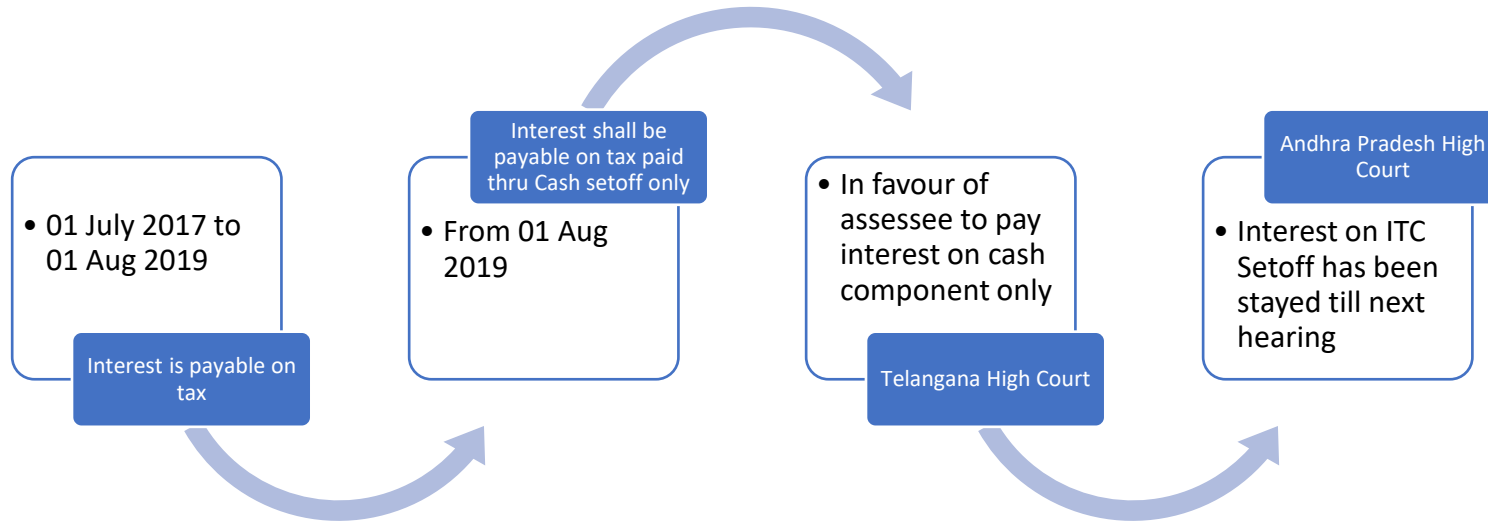 • 01 July 2017 to
01 Aug 2019
Interest is payable on
tax
Interest shall be
payable on tax paid
thru Cash setoff only
• From 01 Aug
2019
• In favour of
assessee to pay
interest on cash
component only
Telangana High Court
Andhra Pradesh High
Court
• Interest on ITC
Setoff has been
stayed till next
hearing